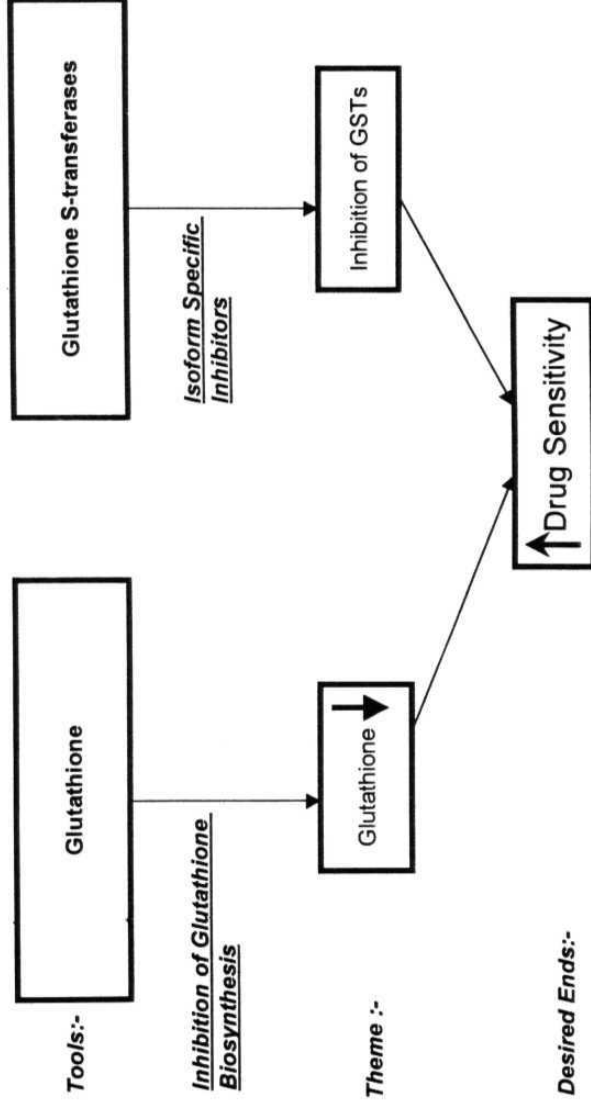 Tools:-
Glutathione
Glutathione S-transferases
Inhibition of Glutathione
Biosynthesis
Isoform Specific
Inhibitors
Theme :-
Glutathione
Inhibition of GSTs
Desired Ends:-
Drug Sensitivity